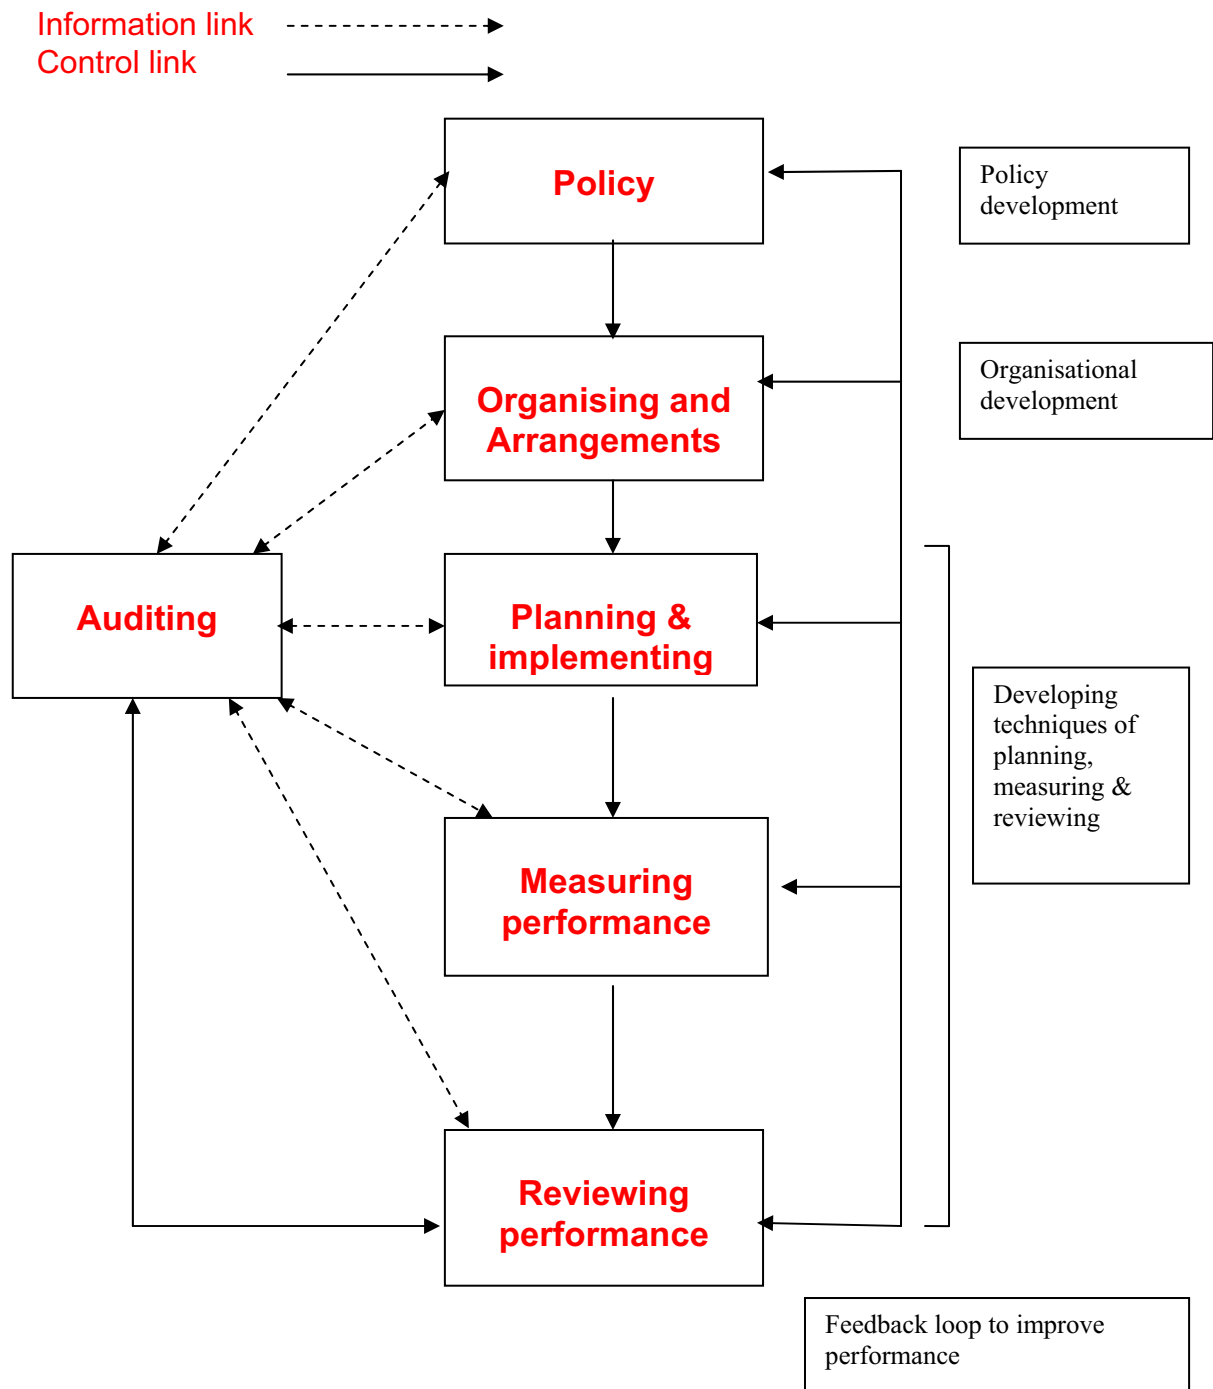 Information link
Control link
Policy
Policy
development
Organising and
Arrangements
Organisational
development
Auditing
Planning &
implementing
Developing
techniques of
planning,
measuring &
reviewing
Measuring
performance
Reviewing
performance
Feedback loop to improve
performance